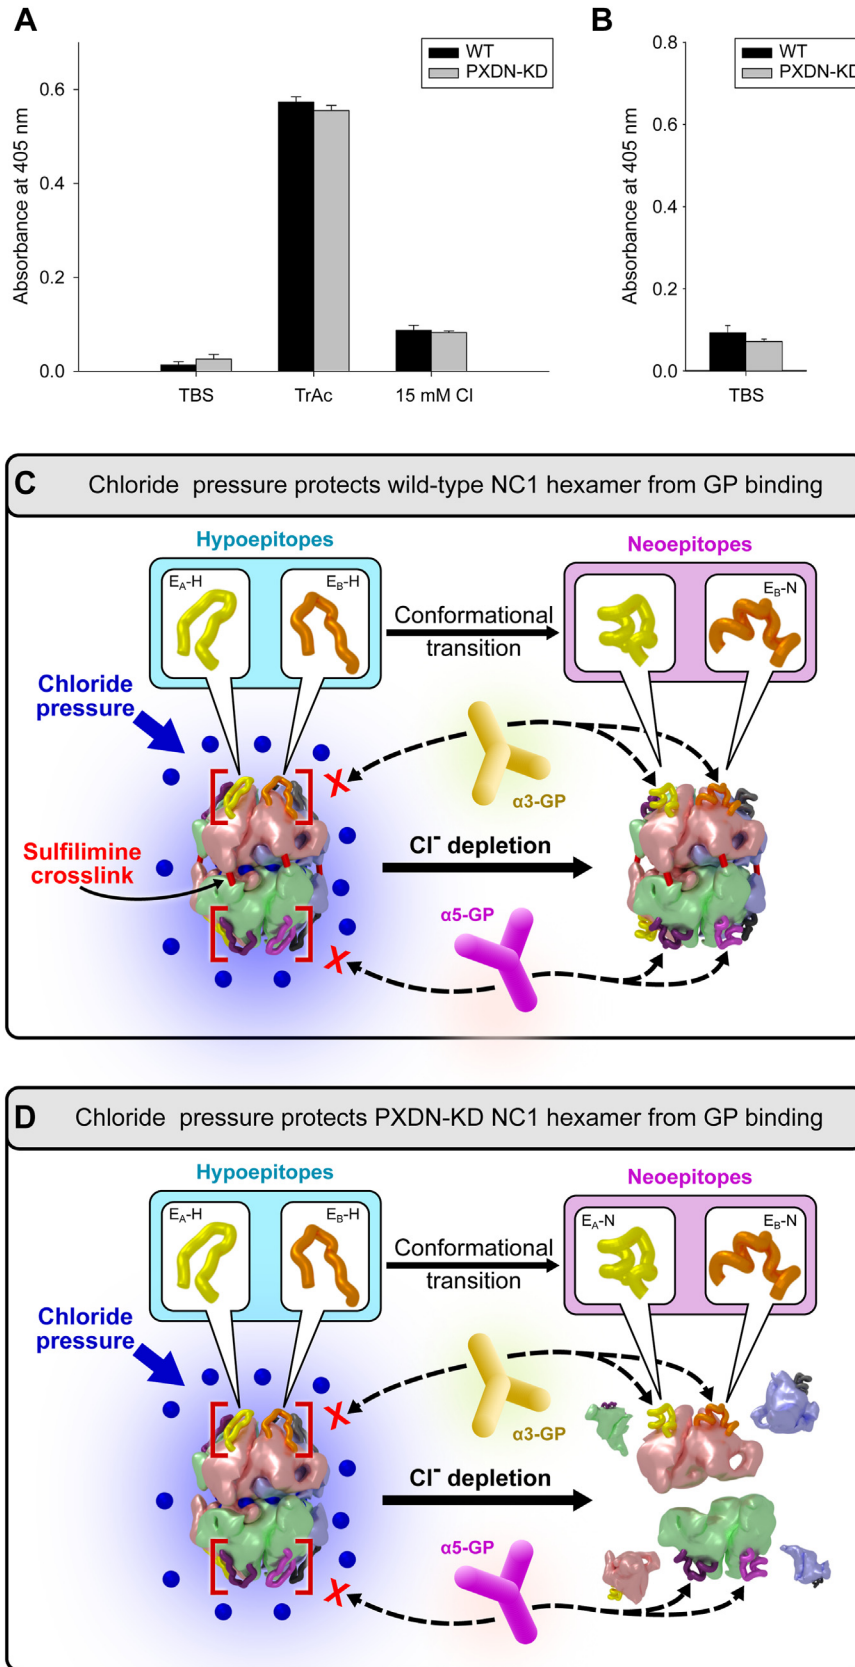 A
WT
PXDN-KD
Absorbance at 405 nm
0.6
0.4
0.2
0.0
TBS
TrAc
15 mM Cl
B
WT
PXDN-KD
Absorbance at 405 nm
0.8
0.6
0.4
0.2
0.0
TBS
C
Chloride pressure protects wild-type NC1 hexamer from GP binding
Hypoepitopes
Neoepitopes
EA-H
EB-H
EB-N
Conformational
transition
Chloride
pressure
X
α3-GP
Sulfilimine
crosslink
Cl⁻ depletion
α5-GP
X
D
Chloride pressure protects PXDN-KD NC1 hexamer from GP binding
Hypoepitopes
Neoepitopes
EA-H
EB-H
EA-N
EB-N
Conformational
transition
Chloride
pressure
X
α3-GP
Cl⁻ depletion
α5-GP
X